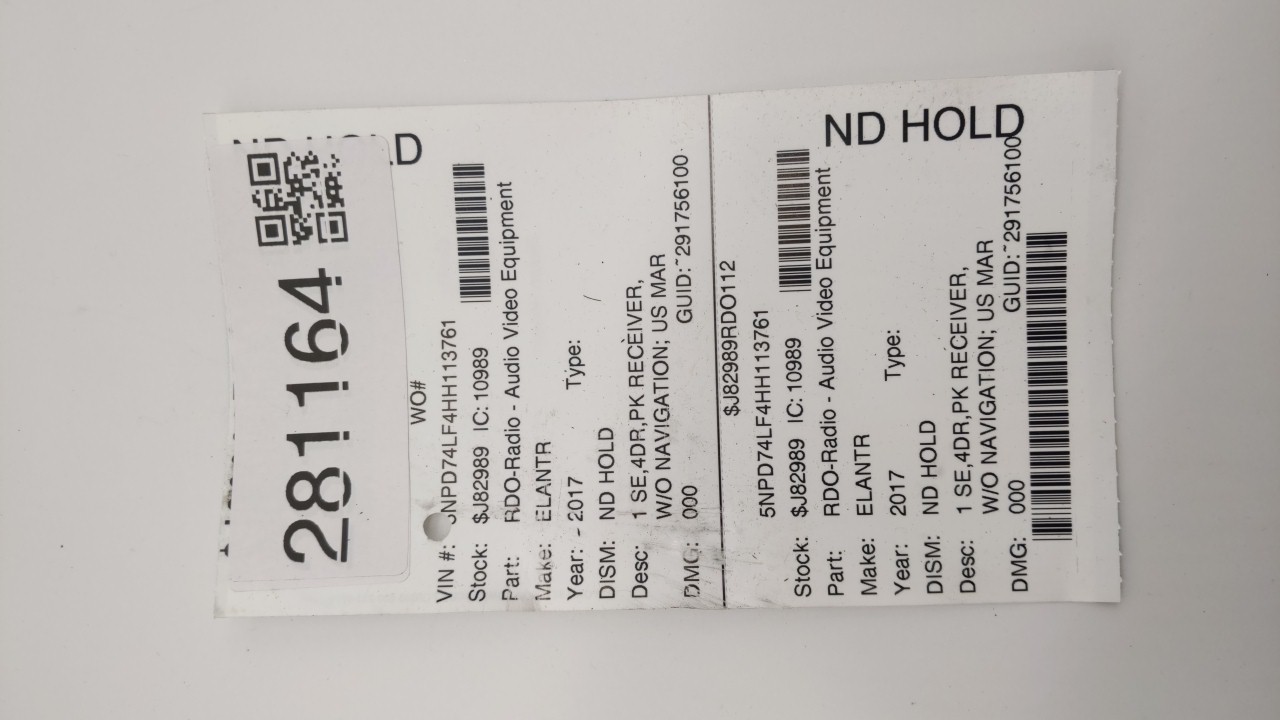 ND HOLD
281164
WO#
VIN #: 5NPD74LF4HH113761
Stock: $J82989 IC: 10989
Part: RDO-Radio - Audio Video Equipment
Make: ELANTR
Year: - 2017 Type:
DISM: ND HOLD
Desc: 1 SE,4DR,PK RECEIVER,
W/O NAVIGATION; US MAR
GUID:~291756100
DMG: 000
$J82989RDO112
ND HOLD
5NPD74LF4HH113761
Stock: $J82989 IC: 10989
Part: RDO-Radio - Audio Video Equipment
Make: ELANTR
Year: 2017 Type:
DISM: ND HOLD
Desc: 1 SE,4DR,PK RECEIVER,
W/O NAVIGATION; US MAR
GUID:~291756100
DMG: 000